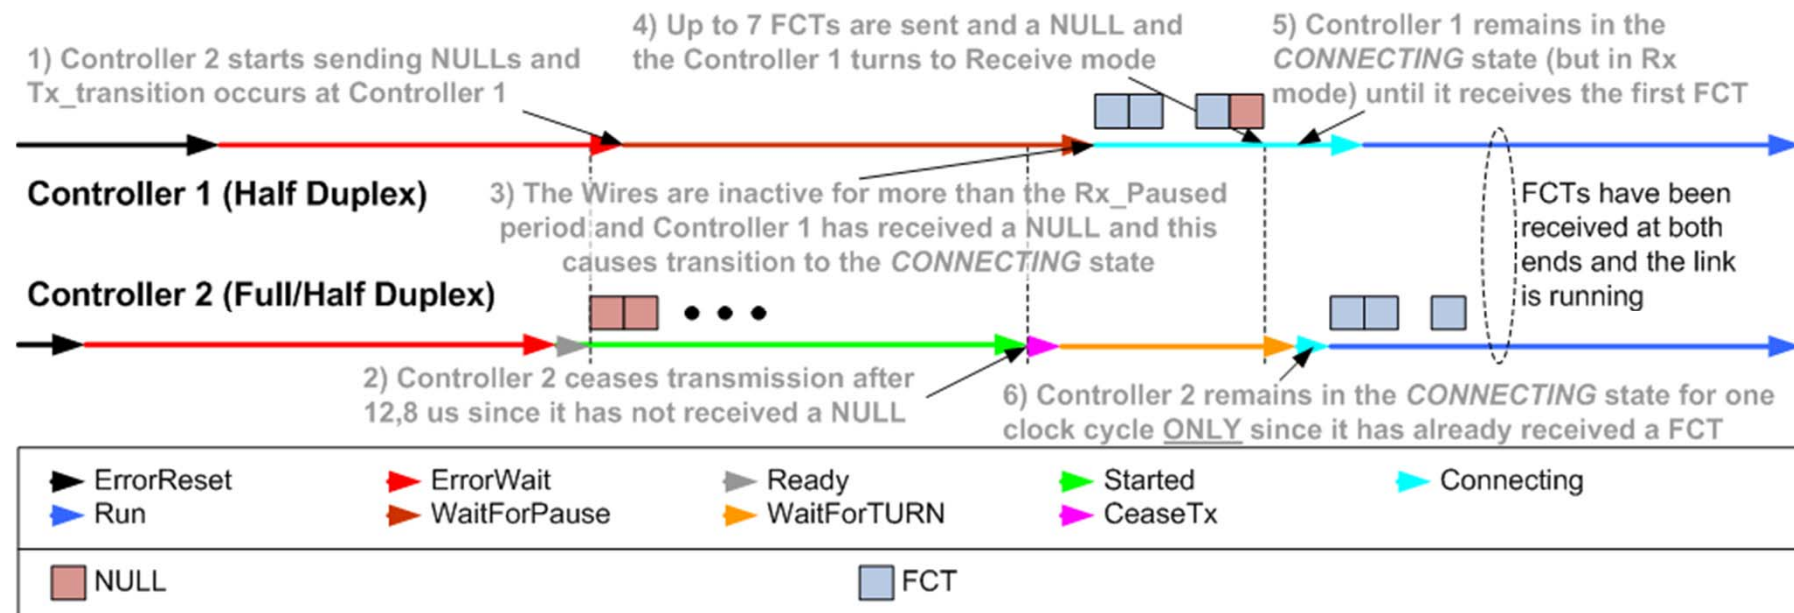 4) Up to 7 FCTs are sent and a NULL and
the Controller 1 turns to Receive mode
5) Controller 1 remains in the
CONNECTING state (but in Rx
mode) until it receives the first FCT
1) Controller 2 starts sending NULLs and
Tx_transition occurs at Controller 1
Controller 1 (Half Duplex)
3) The Wires are inactive for more than the Rx_Paused
period and Controller 1 has received a NULL and this
causes transition to the CONNECTING state
FCTs have been
received at both
ends and the link
is running
Controller 2 (Full/Half Duplex)
2) Controller 2 ceases transmission after
12,8 us since it has not received a NULL
6) Controller 2 remains in the CONNECTING state for one
clock cycle ONLY since it has already received a FCT
ErrorReset
ErrorWait
Ready
Started
Connecting
Run
WaitForPause
WaitForTURN
CeaseTx
NULL
FCT